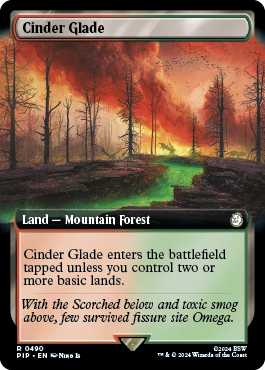 Cinder Glade
Land — Mountain Forest
Cinder Glade enters the battlefield
tapped unless you control two or
more basic lands.
With the Scorched below and toxic smog
above, few survived fissure site Omega.
R 0490
PIP • EN Nino Is
©2024 BSW
™ & © 2024 Wizards of the Coast